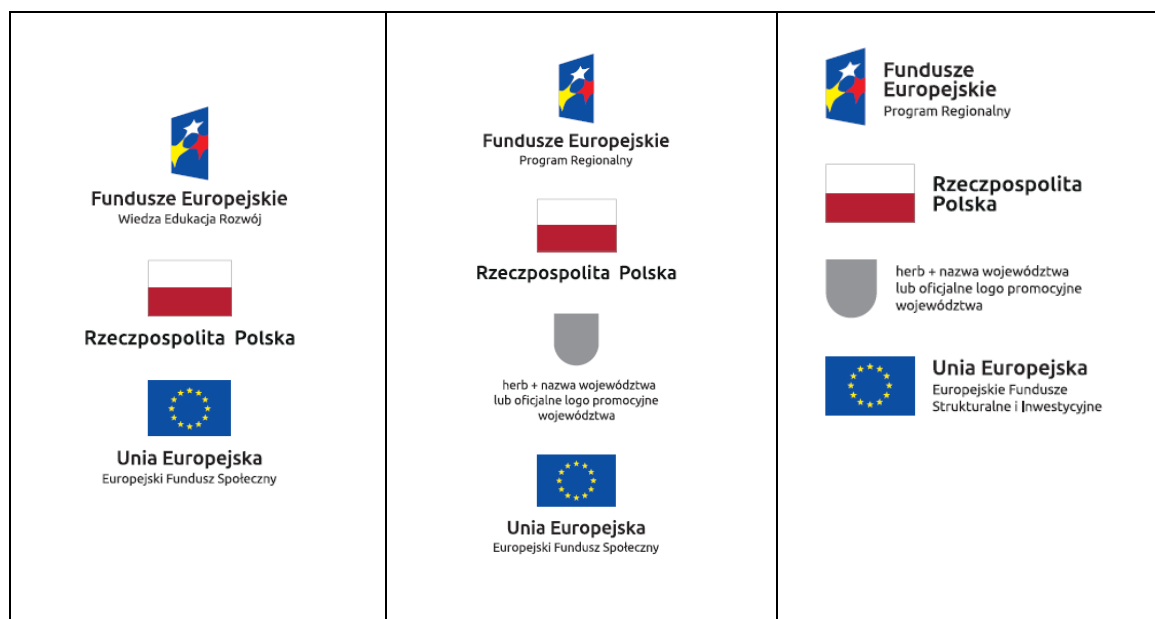 Fundusze Europejskie
Wiedza Edukacja Rozwój
Rzeczpospolita Polska
Unia Europejska
Europejski Fundusz Społeczny
Fundusze Europejskie
Program Regionalny
Rzeczpospolita Polska
herb + nazwa województwa
lub oficjalne logo promocyjne
województwa
Unia Europejska
Europejski Fundusz Społeczny
Fundusze
Europejskie
Program Regionalny
Rzeczpospolita
Polska
herb + nazwa województwa
lub oficjalne logo promocyjne
województwa
Unia Europejska
Europejskie Fundusze
Strukturalne i Inwestycyjne